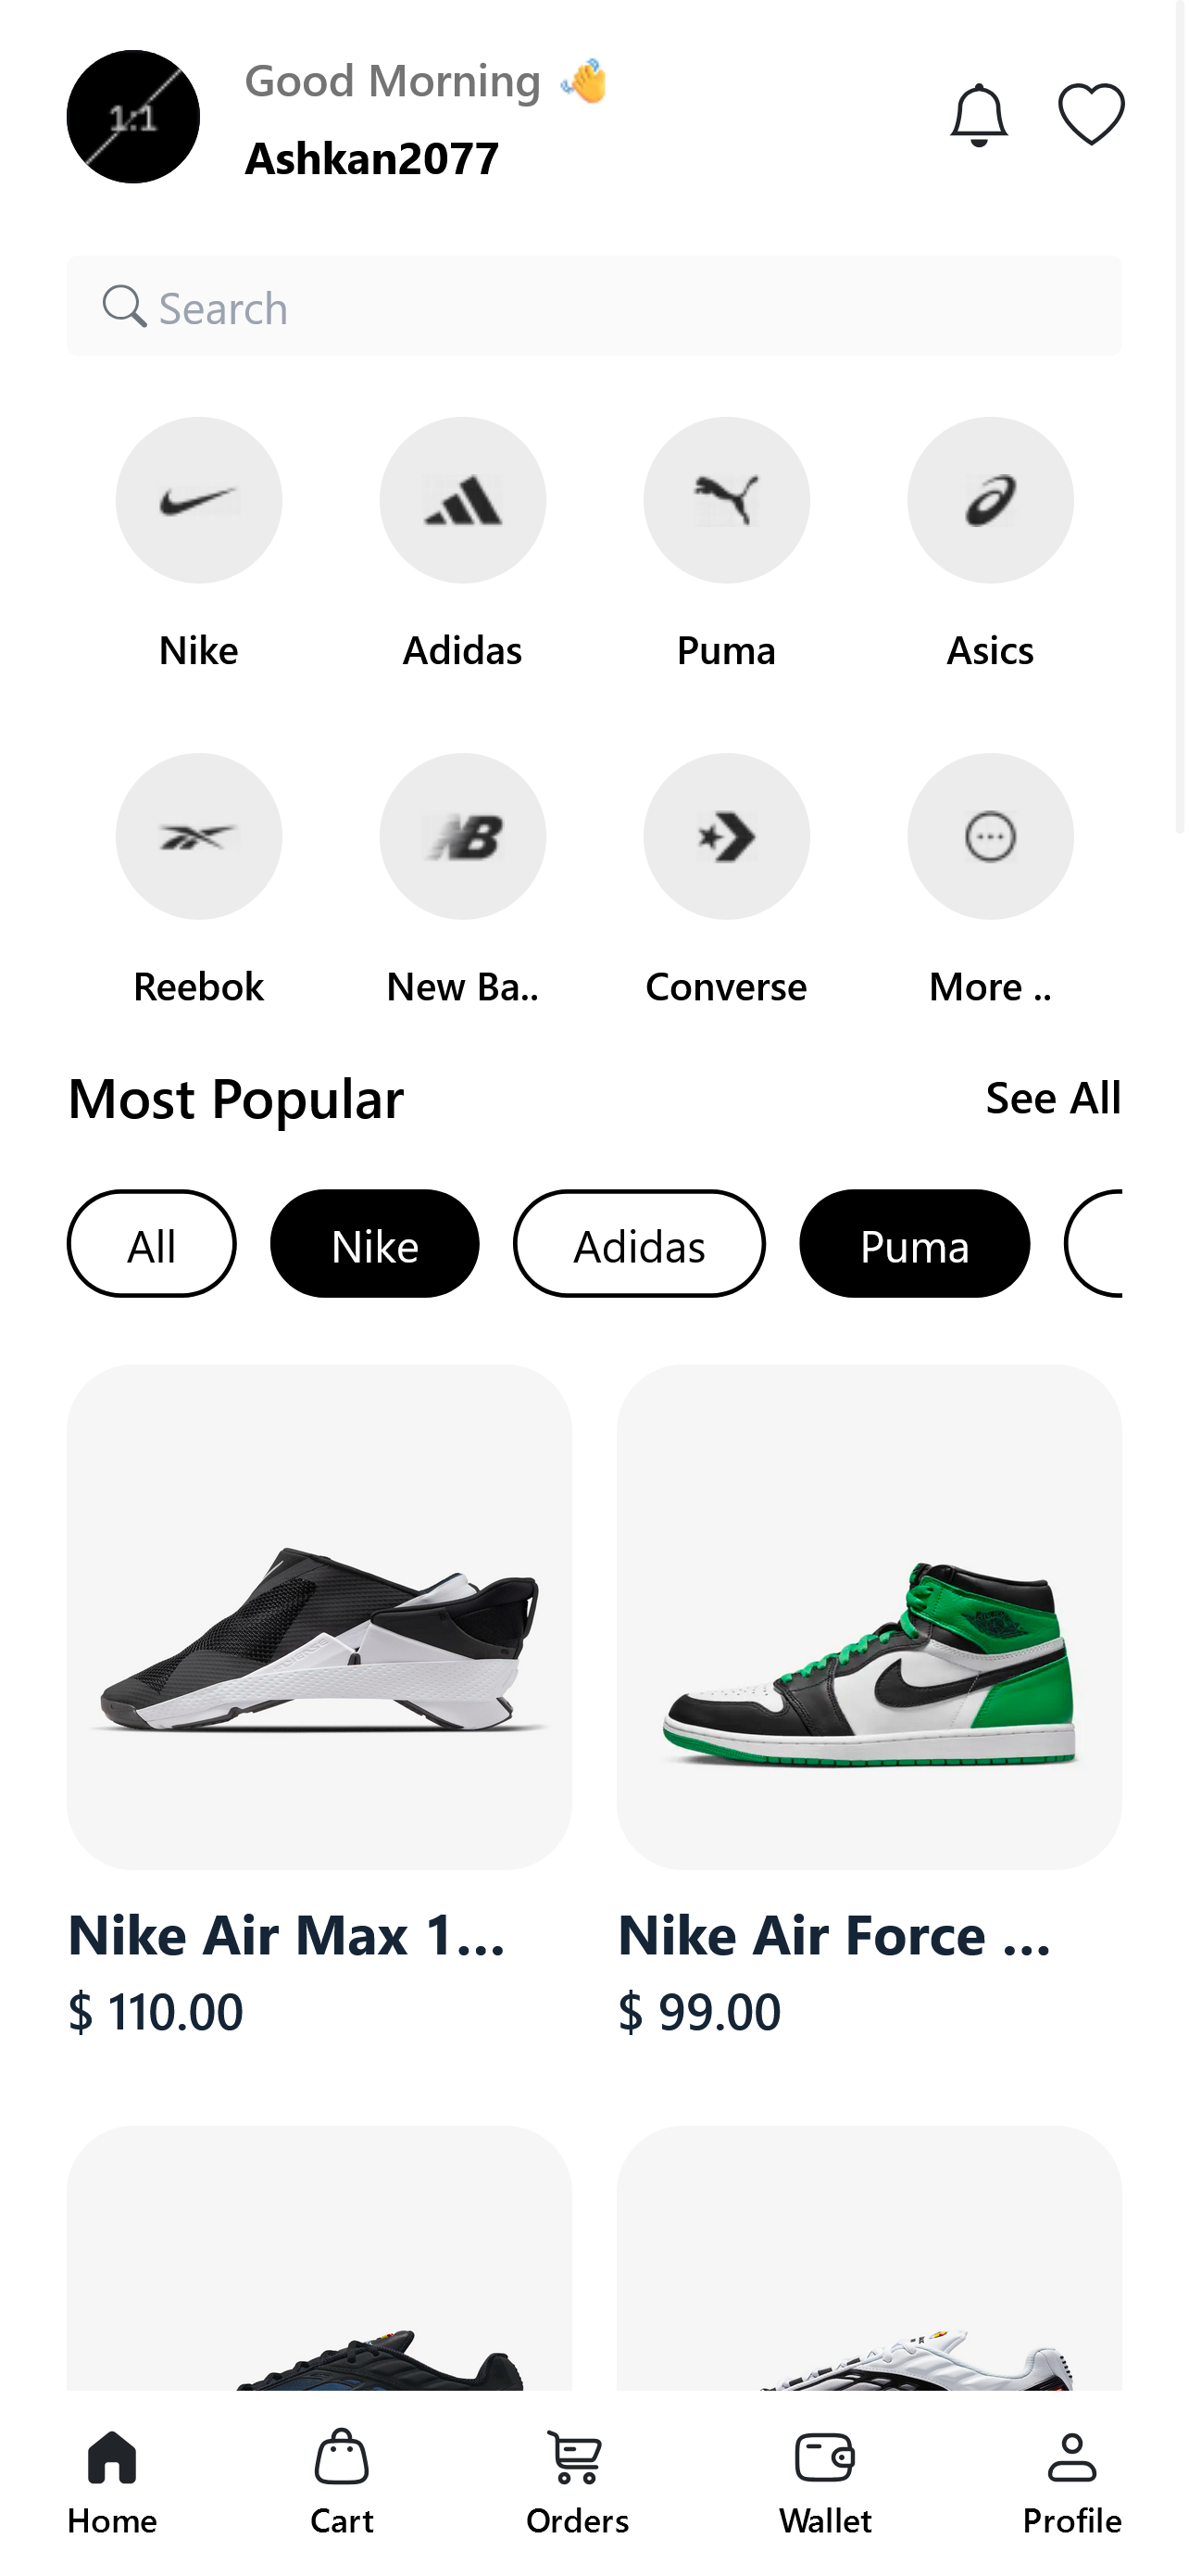 1:1
Good Morning 👋
Ashkan2077
Search
Nike Adidas Puma Asics
Reebok New Ba.. Converse More ..
Most Popular See All
All Nike Adidas Puma
Nike Air Max 1... Nike Air Force ...
$ 110.00 $ 99.00
Home Cart Orders Wallet Profile